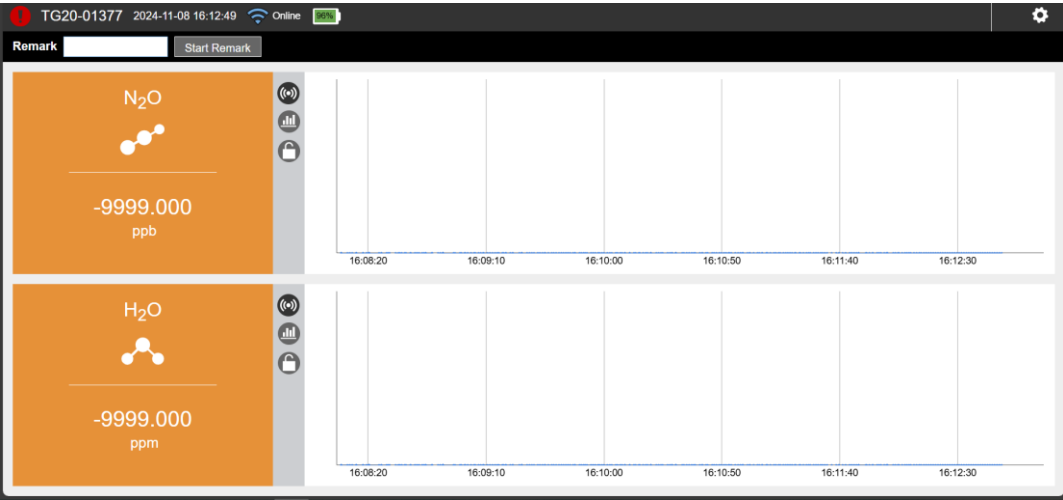 TG20-01377 2024-11-08 16:12:49 Online 96%
Remark Start Remark
N₂O
-9999.000
ppb
16:08:20 16:09:10 16:10:00 16:10:50 16:11:40 16:12:30
H₂O
-9999.000
ppm
16:08:20 16:09:10 16:10:00 16:10:50 16:11:40 16:12:30